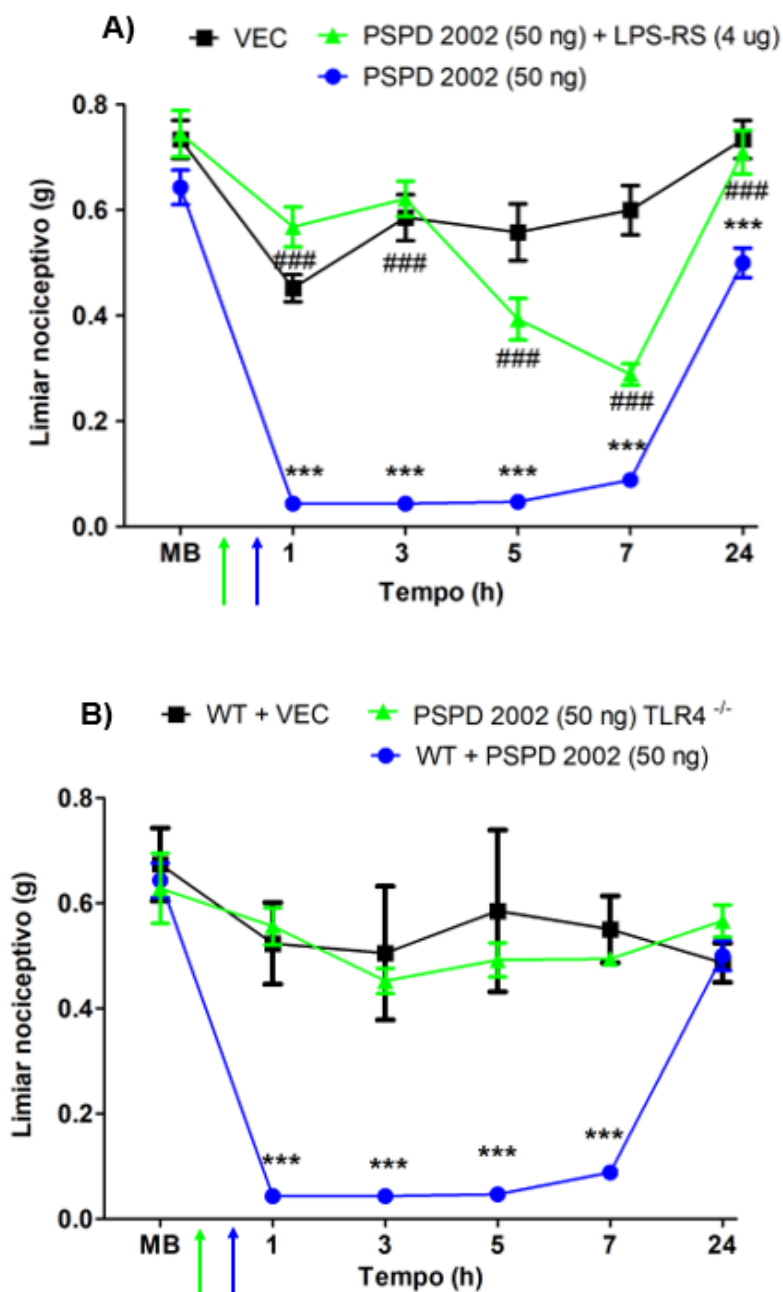 A)
VEC PSPD 2002 (50 ng) + LPS-RS (4 ug)
PSPD 2002 (50 ng)
0.8
0.6
0.4
0.2
0.0
Limiar nociceptivo (g)
###
###
###
###
###
***
***
***
***
***
MB 1 3 5 7 24
Tempo (h)
B)
WT + VEC PSPD 2002 (50 ng) TLR4 -/-
WT + PSPD 2002 (50 ng)
0.8
0.6
0.4
0.2
0.0
Limiar nociceptivo (g)
***
***
***
***
MB 1 3 5 7 24
Tempo (h)